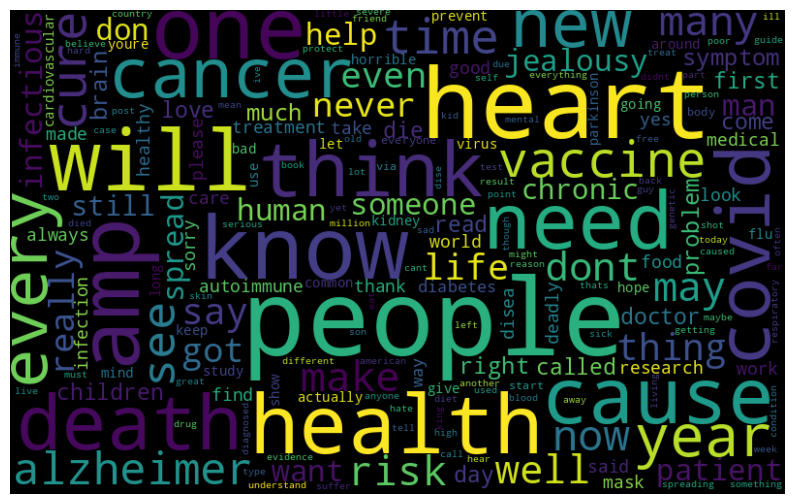 country
believe
immune
infectious
cardiovascular
cure
don
youre
brain
horrible
one
friend
little
severe
help
protect
time
prevent
new
many
ill
around
poor
guide
treat
due
jealousy
symptom
cancer
even
good
self
everything
didnt
part
first
post
ive
mean
much
love
never
kid
mental
heart
parkinson
going
person
yes
body
man
come
made
case
healthy
please
treatment
take
die
virus
free
medical
will
bad
let
old
everyone
use
book
lot
via
think
test
vaccine
result
back
guy
genetic
shot
two
died
still
care
human
someone
chronic
point
look
flu
caused
today
often
every
always
spread
sorry
kidney
read
need
problem
covid
respiratory
far
amp
really
infection
long
see
serious
yet
million
sad
know
world
life
dont
though
might
reason
food
maybe
may
autoimmune
thank
common
cant
diabetes
disea
deadly
hope
thats
doctor
getting
skin
say
keep
son
eat
people
left
sick
thing
must
mind
study
got
different
american
way
right
called
research
work
live
great
children
find
show
actually
make
anyone
another
give
start
living
away
condition
death
drug
diagnosed
hate
diet
used
blood
cause
health
tell
high
call
hear
now
year
week
evidence
alzheimer
type
want
understand
suffer
risk
day
well
said
mask
patient
spreading
something